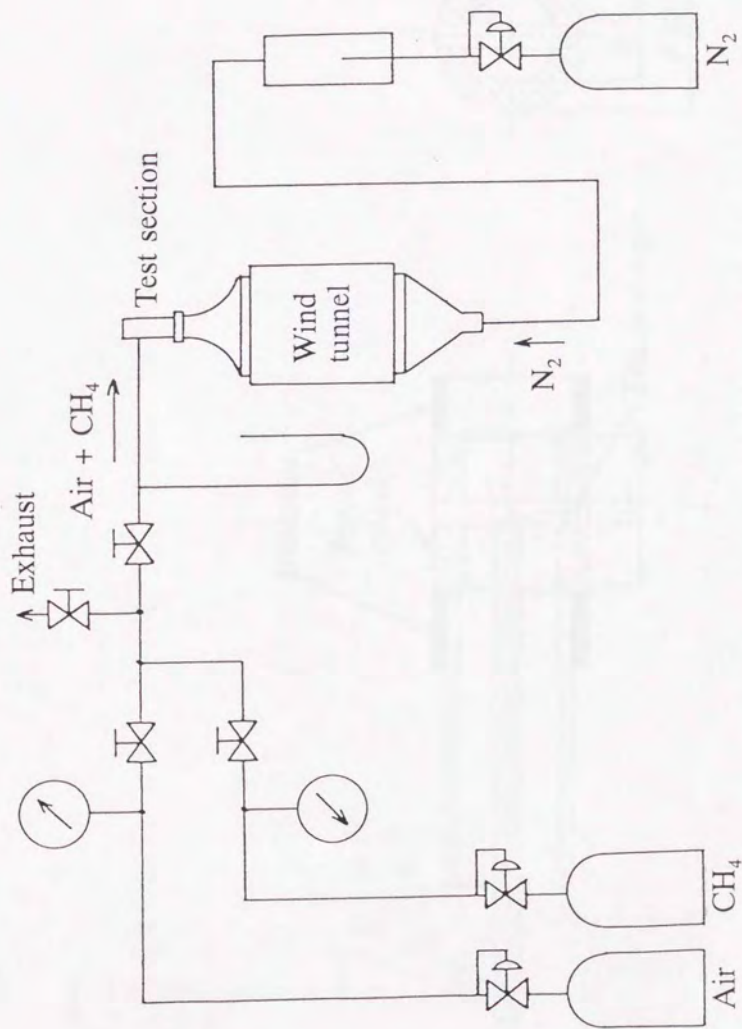 Exhaust
Air + CH₄
Test section
Wind
tunnel
N₂
N₂
Air
CH₄